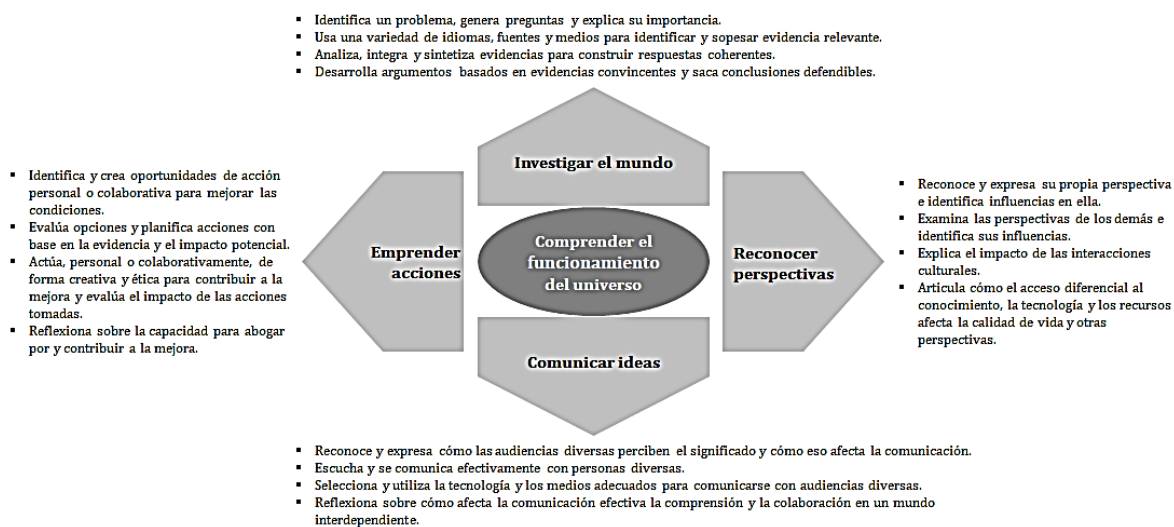 ▪ Identifica un problema, genera preguntas y explica su importancia.
▪ Usa una variedad de idiomas, fuentes y medios para identificar y sopesar evidencia relevante.
▪ Analiza, integra y sintetiza evidencias para construir respuestas coherentes.
▪ Desarrolla argumentos basados en evidencias convincentes y saca conclusiones defendibles.
Investigar el mundo
▪ Identifica y crea oportunidades de acción
personal o colaborativa para mejorar las
condiciones.
▪ Evalúa opciones y planifica acciones con
base en la evidencia y el impacto potencial.
▪ Actúa, personal o colaborativamente, de
forma creativa y ética para contribuir a la
mejora y evalúa el impacto de las acciones
tomadas.
▪ Reflexiona sobre la capacidad para abogar
por y contribuir a la mejora.
Emprender
acciones
Comprender el
funcionamiento
del universo
Reconocer
perspectivas
▪ Reconoce y expresa su propia perspectiva
e identifica influencias en ella.
▪ Examina las perspectivas de los demás e
identifica sus influencias.
▪ Explica el impacto de las interacciones
culturales.
▪ Articula cómo el acceso diferencial al
conocimiento, la tecnología y los recursos
afecta la calidad de vida y otras
perspectivas.
Comunicar ideas
▪ Reconoce y expresa cómo las audiencias diversas perciben el significado y cómo eso afecta la comunicación.
▪ Escucha y se comunica efectivamente con personas diversas.
▪ Selecciona y utiliza la tecnología y los medios adecuados para comunicarse con audiencias diversas.
▪ Reflexiona sobre cómo afecta la comunicación efectiva la comprensión y la colaboración en un mundo
interdependiente.